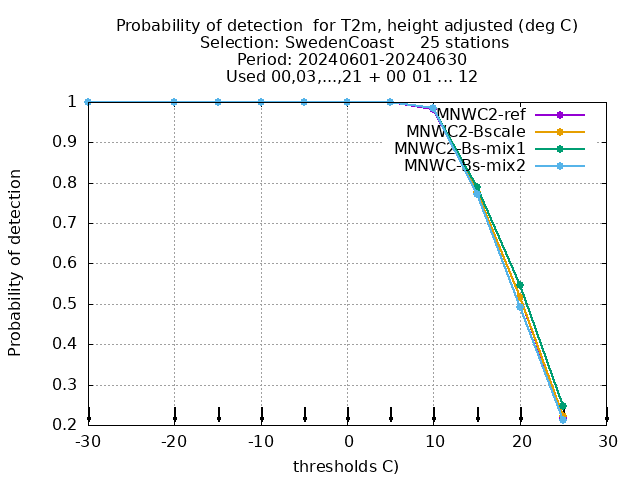 Probability of detection  for T2m, height adjusted (deg C)
Selection: SwedenCoast     25 stations
Period: 20240601-20240630
Used 00,03,...,21 + 00 01 ... 12
MNWC2-ref
MNWC2-Bscale
MNWC2-Bs-mix1
MNWC-Bs-mix2
Probability of detection
1
0.9
0.8
0.7
0.6
0.5
0.4
0.3
0.2
-30 -20 -10 0 10 20 30
thresholds C)